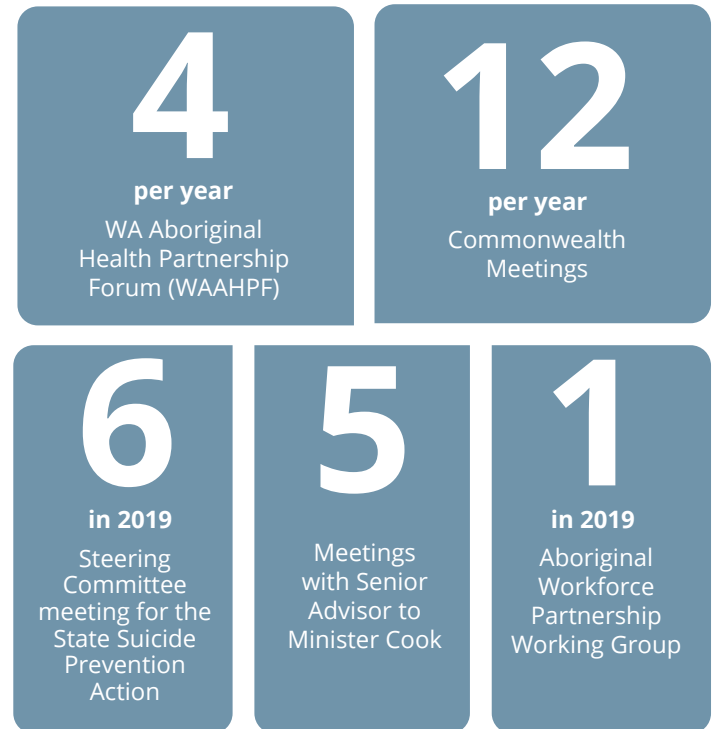 4
per year
WA Aboriginal
Health Partnership
Forum (WAAHPF)
12
per year
Commonwealth
Meetings
6
in 2019
Steering
Committee
meeting for the
State Suicide
Prevention
Action
5
Meetings
with Senior
Advisor to
Minister Cook
1
in 2019
Aboriginal
Workforce
Partnership
Working Group